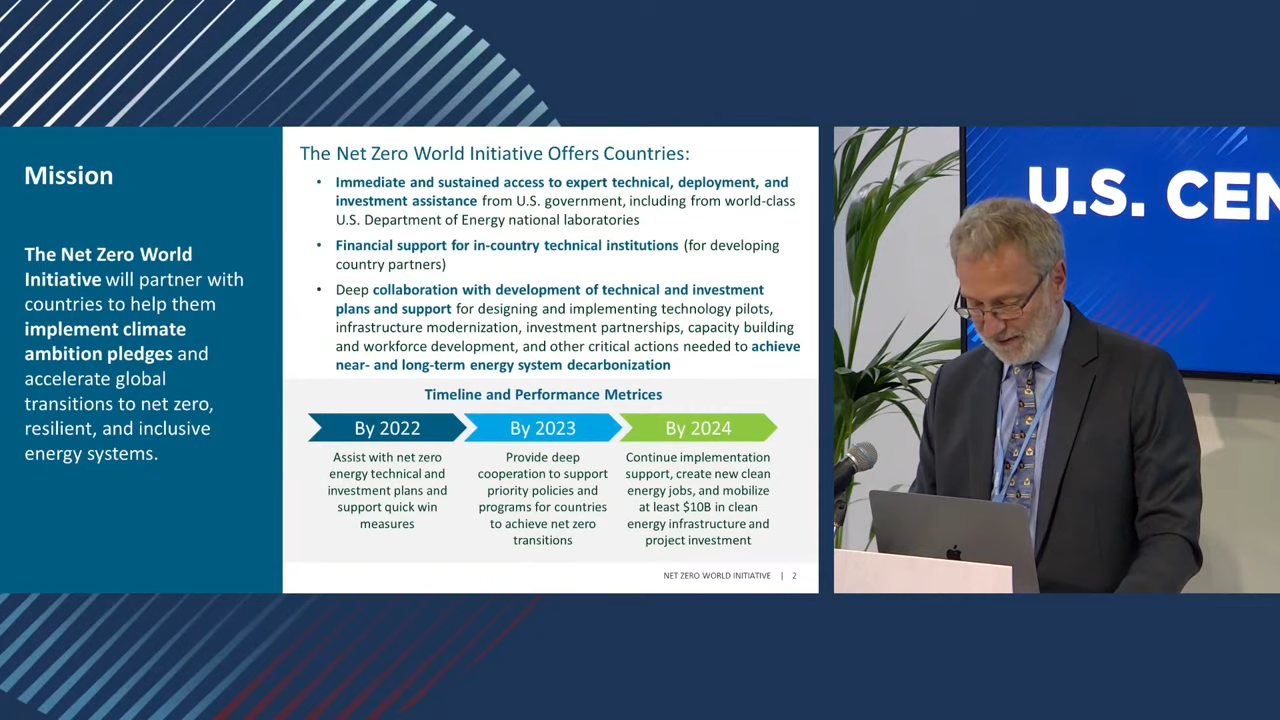 Mission
The Net Zero World
Initiative will partner with
countries to help them
implement climate
ambition pledges and
accelerate global
transitions to net zero,
resilient, and inclusive
energy systems.
The Net Zero World Initiative Offers Countries:
• Immediate and sustained access to expert technical, deployment, and
investment assistance from U.S. government, including from world-class
U.S. Department of Energy national laboratories
• Financial support for in-country technical institutions (for developing
country partners)
• Deep collaboration with development of technical and investment
plans and support for designing and implementing technology pilots,
infrastructure modernization, investment partnerships, capacity building
and workforce development, and other critical actions needed to achieve
near- and long-term energy system decarbonization
Timeline and Performance Metrices
By 2022
Assist with net zero
energy technical and
investment plans and
support quick win
measures
By 2023
Provide deep
cooperation to support
priority policies and
programs for countries
to achieve net zero
transitions
By 2024
Continue implementation
support, create new clean
energy jobs, and mobilize
at least $10B in clean
energy infrastructure and
project investment
NET ZERO WORLD INITIATIVE | 2
U.S. CEN